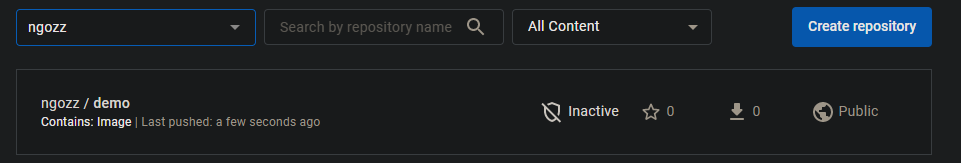 ngozz
Search by repository name
All Content
Create repository
ngozz / demo
Contains: Image | Last pushed: a few seconds ago
Inactive
0
0
Public